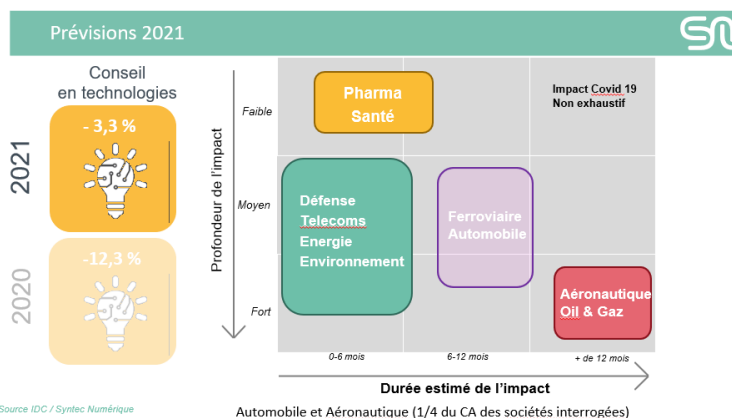 Prévisions 2021
Conseil
en technologies
2021
- 3,3 %
2020
-12,3 %
Profondeur de l'impact
Faible
Moyen
Fort
Pharma
Santé
Impact Covid 19
Non exhaustif
Défense
Telecoms
Energie
Environnement
Ferroviaire
Automobile
Aéronautique
Oil & Gaz
0-6 mois
6-12 mois
+ de 12 mois
Durée estimé de l'impact
Source IDC / Syntec Numérique
Automobile et Aéronautique (1/4 du CA des sociétés interrogées)